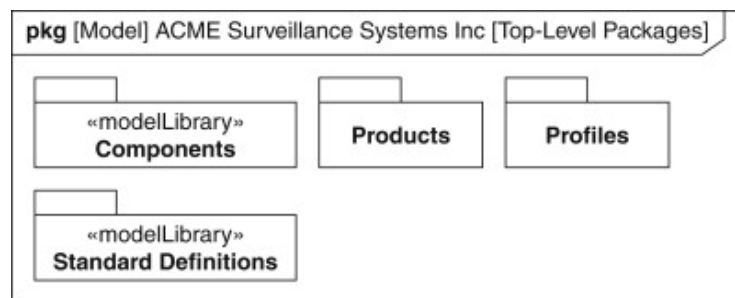 pkg [Model] ACME Surveillance Systems Inc [Top-Level Packages]
«modelLibrary»
Components
Products
Profiles
«modelLibrary»
Standard Definitions